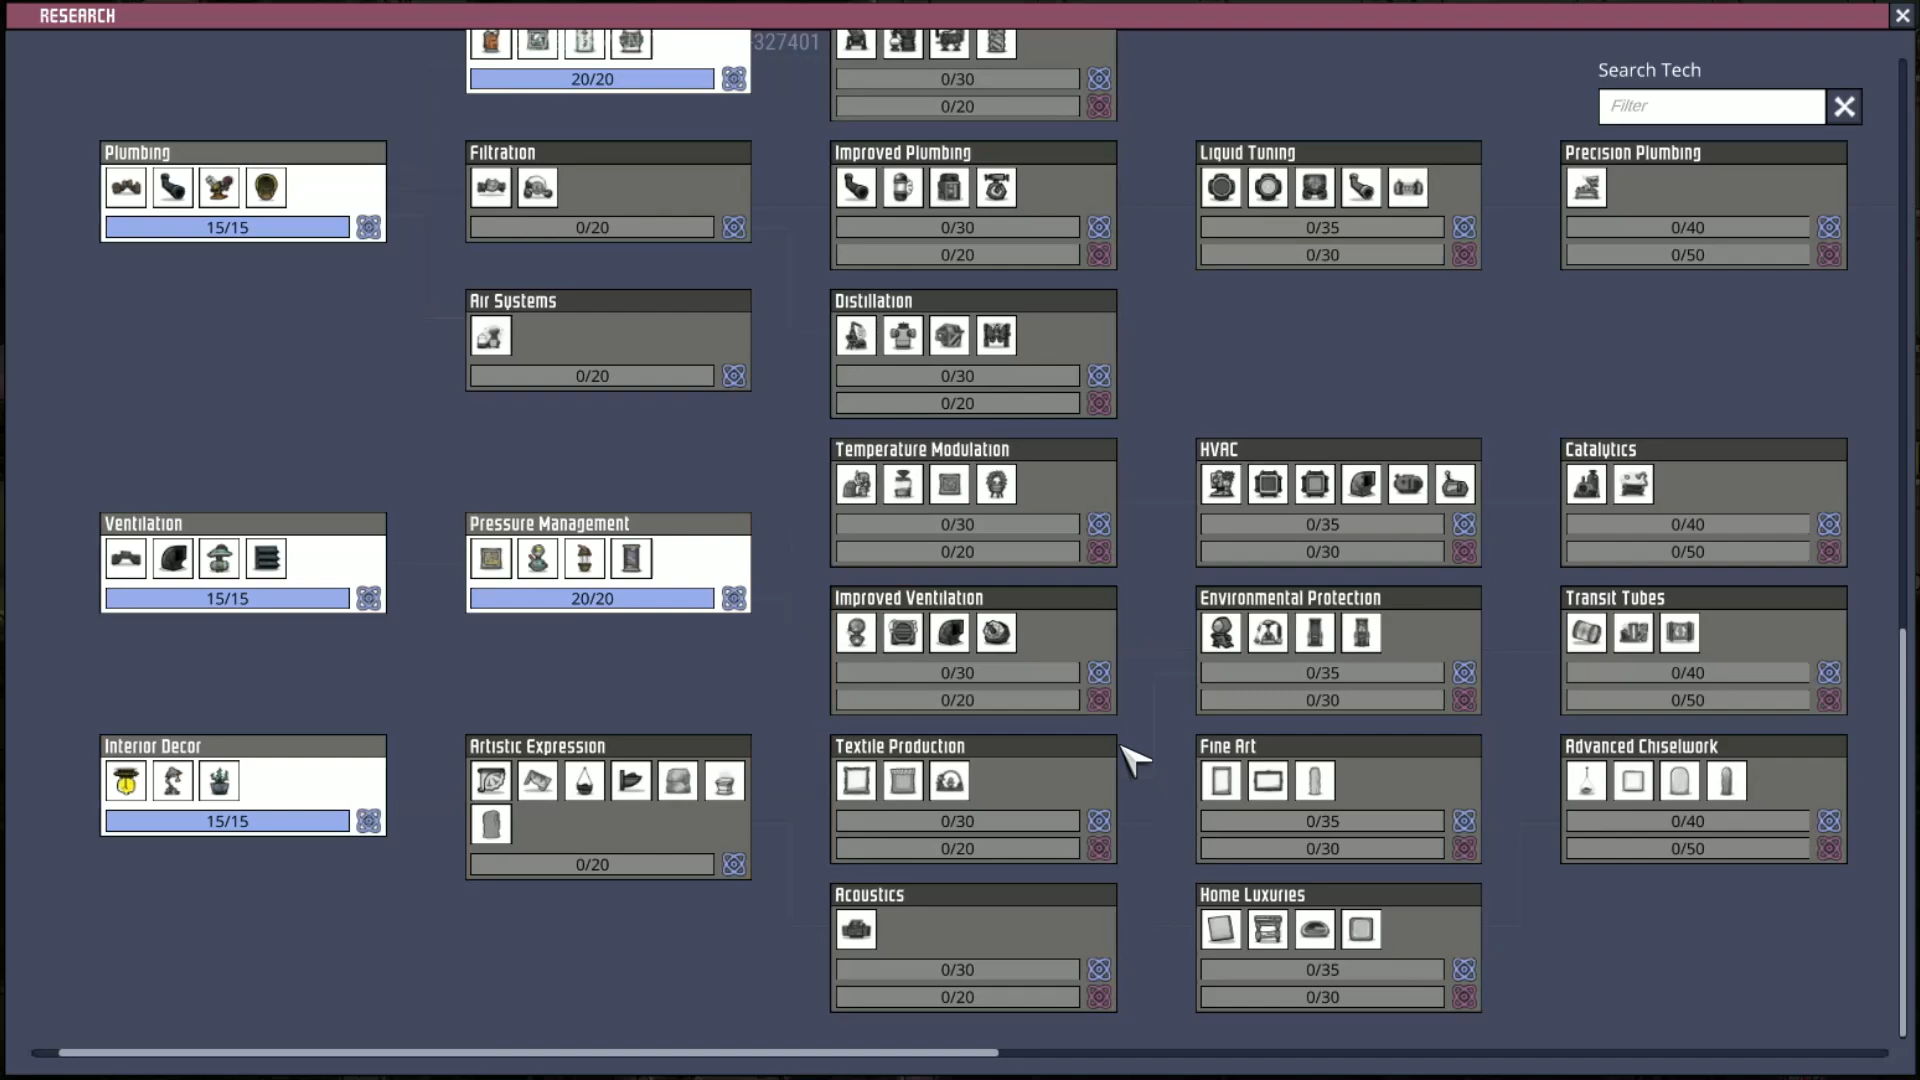 RESEARCH
327401
20/20
0/30
0/20
Search Tech
Filter
Plumbing
15/15
Filtration
0/20
Improved Plumbing
0/30
0/20
Liquid Tuning
0/35
0/30
Precision Plumbing
0/40
0/50
Air Systems
0/20
Distillation
0/30
0/20
Temperature Modulation
0/30
0/20
HVAC
0/35
0/30
Catalytics
0/40
0/50
Ventilation
15/15
Pressure Management
20/20
Improved Ventilation
0/30
0/20
Environmental Protection
0/35
0/30
Transit Tubes
0/40
0/50
Interior Decor
15/15
Artistic Expression
0/20
Textile Production
0/30
0/20
Fine Art
0/35
0/30
Advanced Chiselwork
0/40
0/50
Acoustics
0/30
0/20
Home Luxuries
0/35
0/30